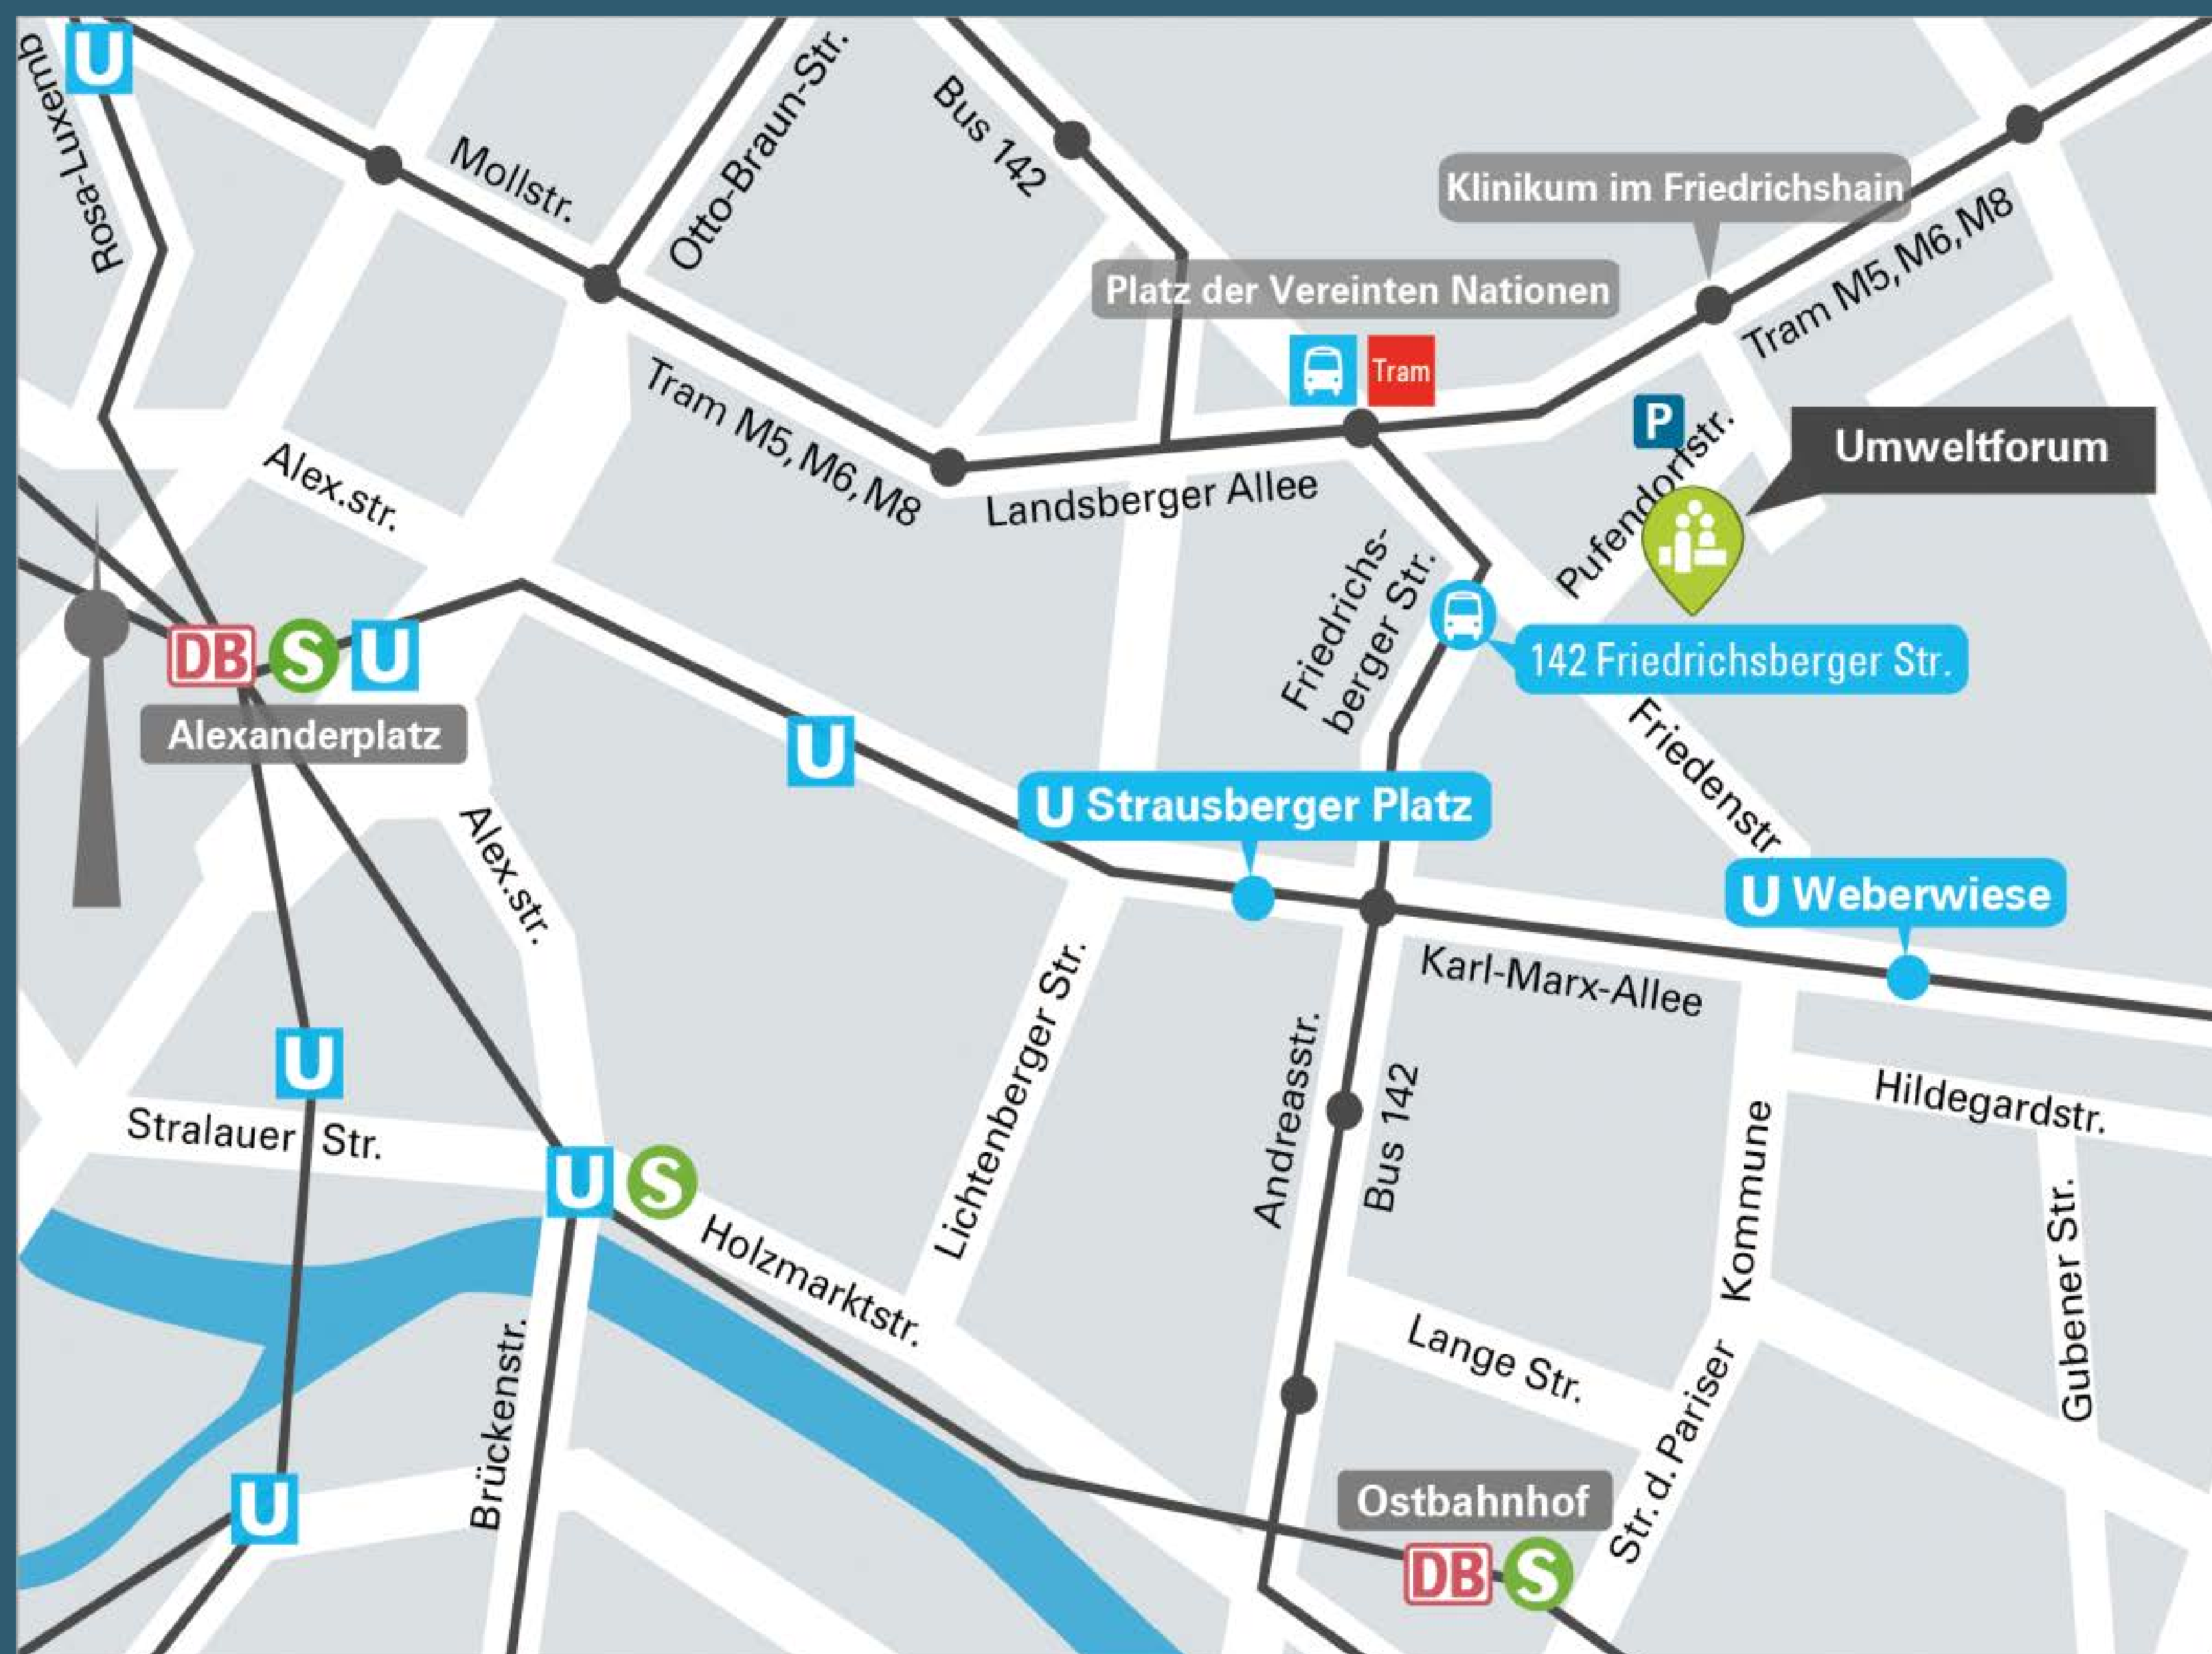 U
Rosa-Luxemb
Mollstr.
Otto-Braun-Str.
Bus 142
Klinikum im Friedrichshain
Tram M5, M6, M8
Platz der Vereinten Nationen
Tram
Tram M5, M6, M8
Landsberger Allee
P
Pufendorfstr.
Umweltforum
Alex.str.
Friedrichs-
berger Str.
142 Friedrichsberger Str.
DB S U
Alexanderplatz
U
Friedenstr
U Strausberger Platz
U Weberwiese
Alex.str.
Karl-Marx-Allee
Lichtenberger Str.
Andreasstr.
Bus 142
Hildegardstr.
U
Stralauer Str.
U S
Holzmarktstr.
Str. d. Pariser Kommune
Gubener Str.
Lange Str.
Brückenstr.
U
Ostbahnhof
DB S